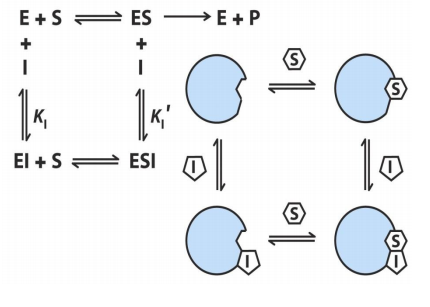 E + S ⇌ ES ⟶ E + P
+ +
I I
K_I K_I'
EI + S ⇌ ESI
S
S
I I
S
I
S
I